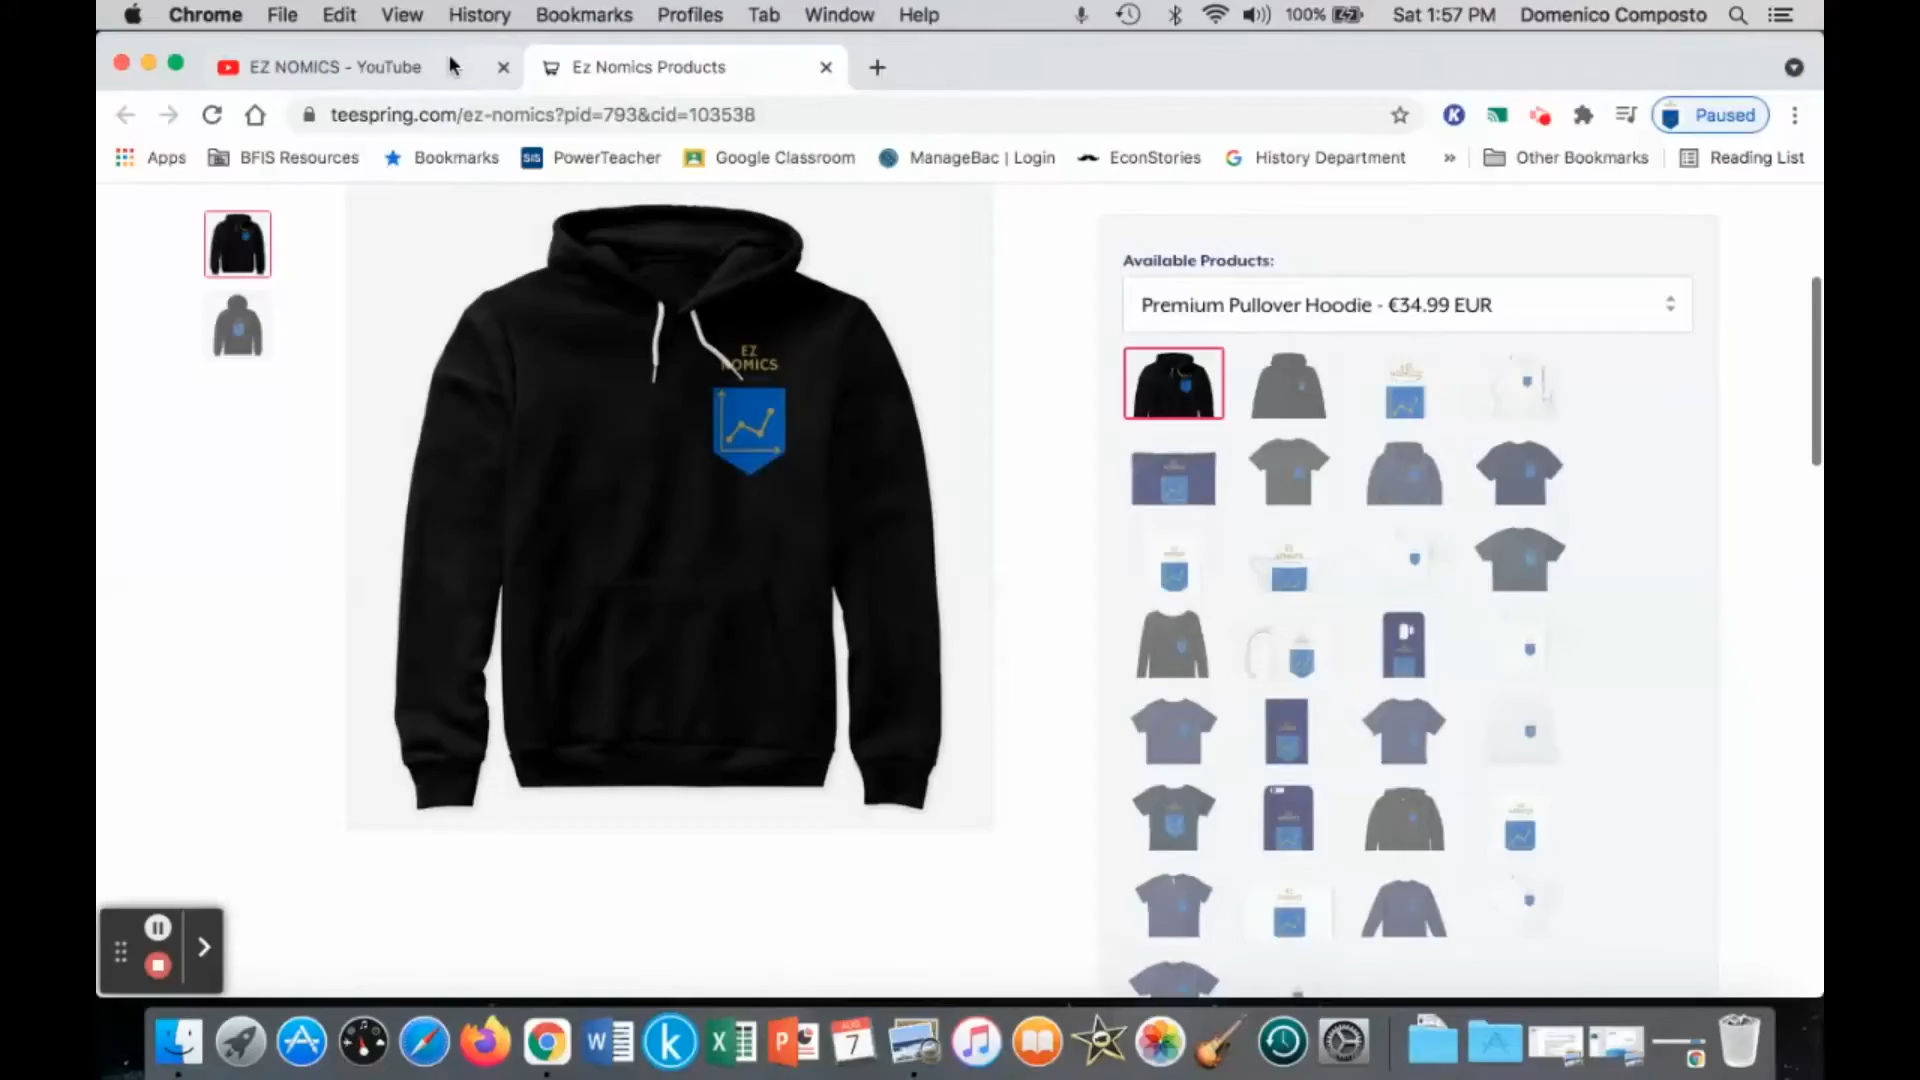 Chrome File Edit View History Bookmarks Profiles Tab Window Help 100% Sat 1:57 PM Domenico Composto
EZ NOMICS - YouTube Ez Nomics Products
teespring.com/ez-nomics?pid=793&cid=103538 K Paused
Apps BFIS Resources Bookmarks SIS PowerTeacher Google Classroom ManageBac | Login EconStories History Department » Other Bookmarks Reading List
Available Products:
Premium Pullover Hoodie - €34.99 EUR
EZ
NOMICS
W k X P AUG 7